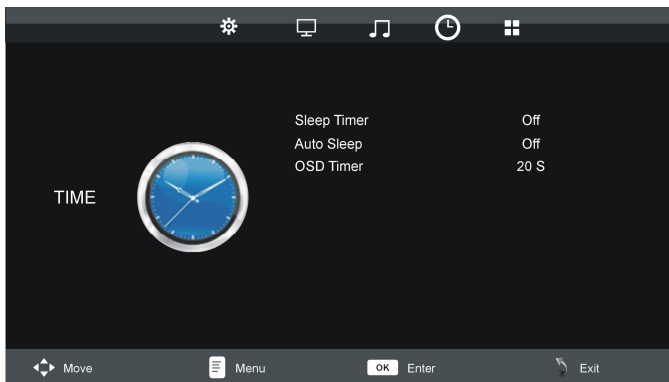 Sleep Timer Off
Auto Sleep Off
OSD Timer 20 S
TIME
Move Menu OK Enter Exit